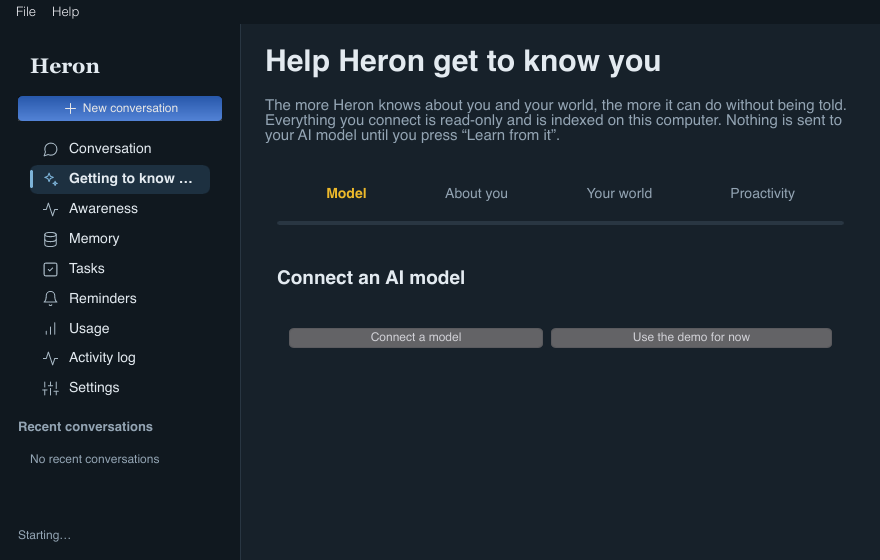 File Help
Heron
New conversation
Conversation
Getting to know ...
Awareness
Memory
Tasks
Reminders
Usage
Activity log
Settings
Recent conversations
No recent conversations
Starting...
Help Heron get to know you
The more Heron knows about you and your world, the more it can do without being told.
Everything you connect is read-only and is indexed on this computer. Nothing is sent to
your AI model until you press “Learn from it”.
Model About you Your world Proactivity
Connect an AI model
Connect a model Use the demo for now